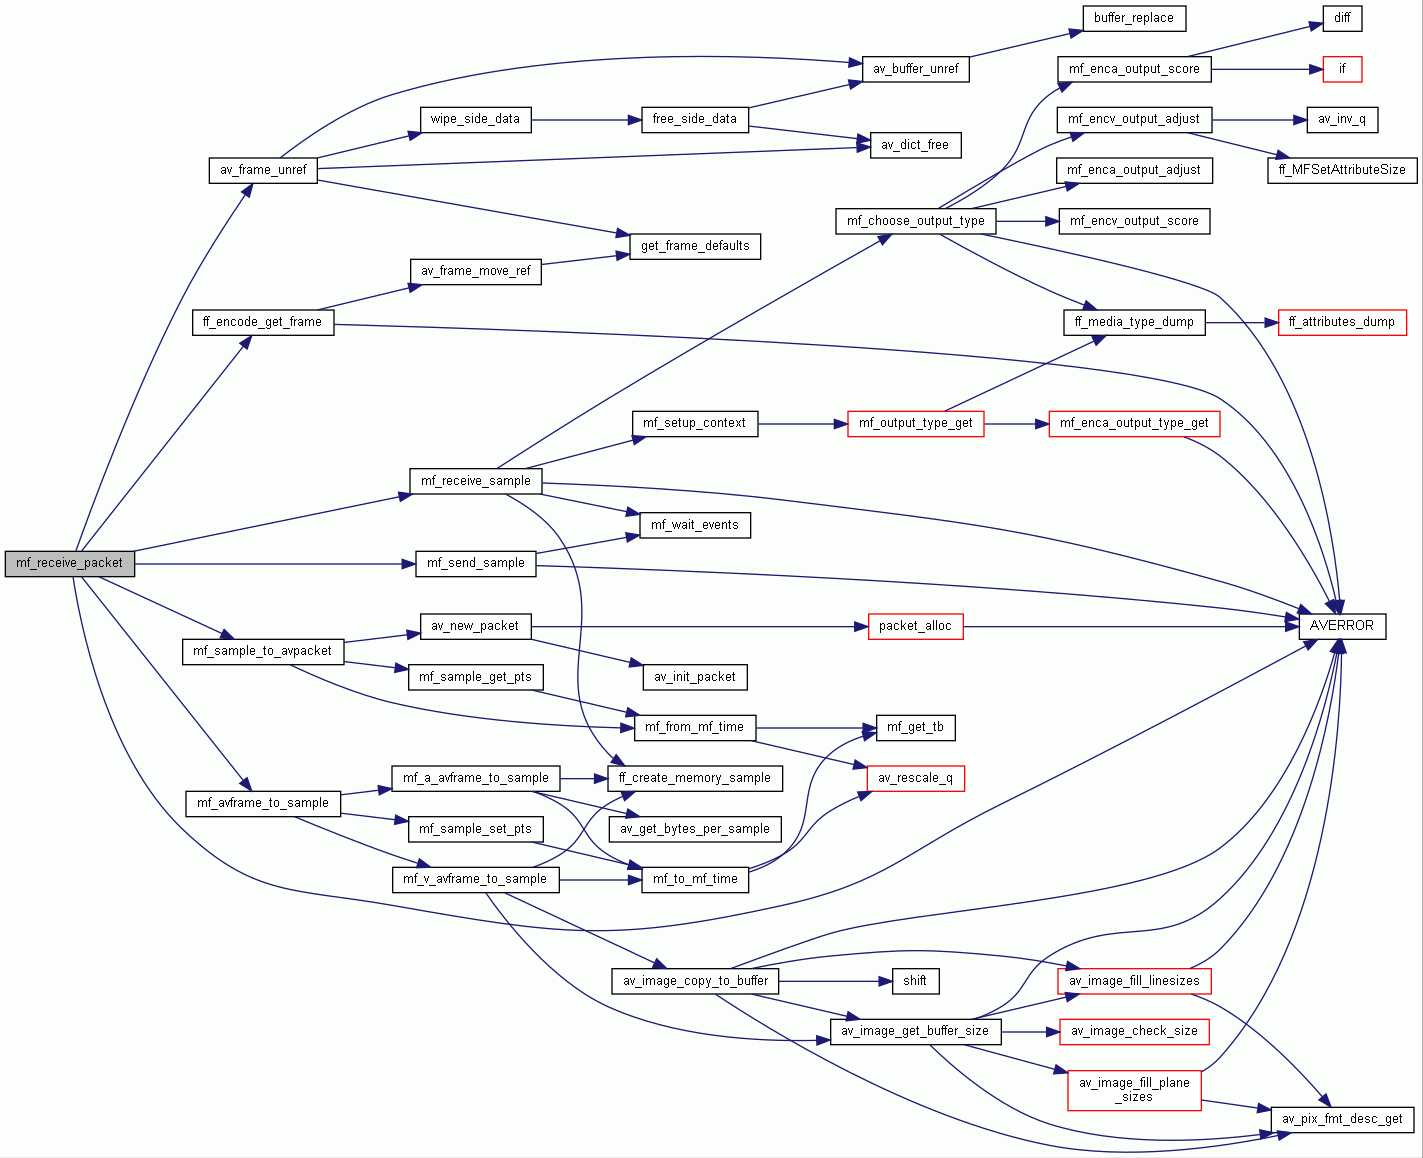 buffer_replace
diff
av_buffer_unref
mf_enca_output_score
if
wipe_side_data
free_side_data
mf_encv_output_adjust
av_inv_q
av_dict_free
av_frame_unref
mf_enca_output_adjust
ff_MFSetAttributeSize
mf_choose_output_type
mf_encv_output_score
get_frame_defaults
av_frame_move_ref
ff_encode_get_frame
ff_media_type_dump
ff_attributes_dump
mf_setup_context
mf_output_type_get
mf_enca_output_type_get
mf_receive_sample
mf_wait_events
mf_receive_packet
mf_send_sample
av_new_packet
packet_alloc
AVERROR
mf_sample_to_avpacket
mf_sample_get_pts
av_init_packet
mf_from_mf_time
mf_get_tb
mf_a_avframe_to_sample
ff_create_memory_sample
av_rescale_q
mf_avframe_to_sample
mf_sample_set_pts
av_get_bytes_per_sample
mf_v_avframe_to_sample
mf_to_mf_time
av_image_copy_to_buffer
shift
av_image_fill_linesizes
av_image_get_buffer_size
av_image_check_size
av_image_fill_plane
_sizes
av_pix_fmt_desc_get